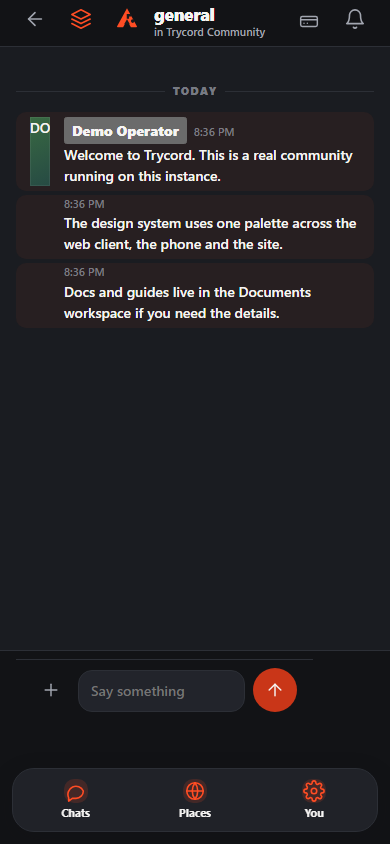 general
in Trycord Community
TODAY
DO
Demo Operator 8:36 PM
Welcome to Trycord. This is a real community
running on this instance.
8:36 PM
The design system uses one palette across the
web client, the phone and the site.
8:36 PM
Docs and guides live in the Documents
workspace if you need the details.
Say something
Chats
Places
You